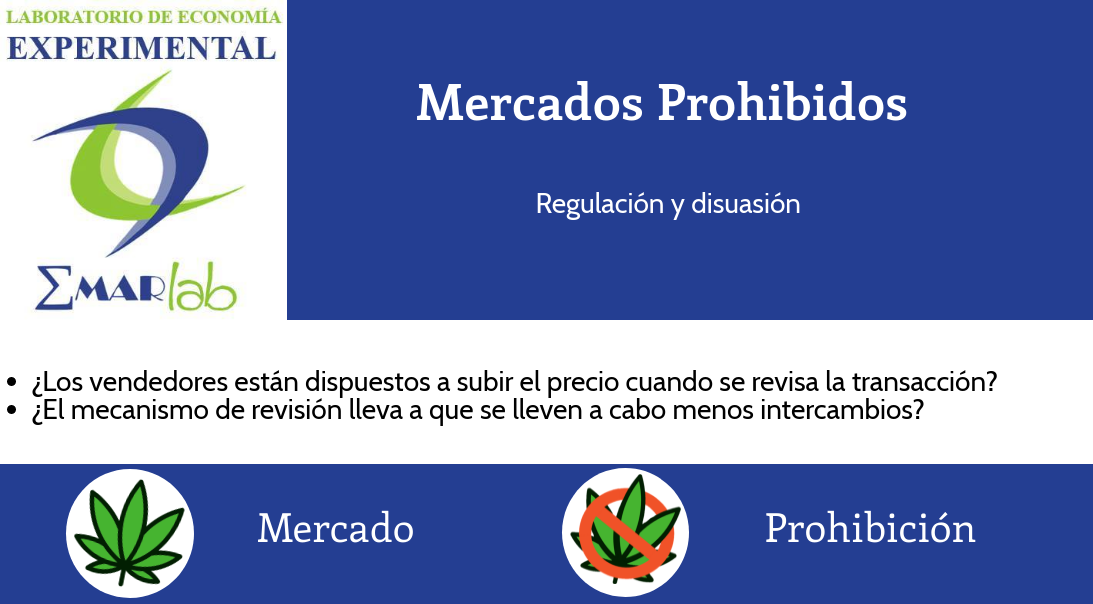 LABORATORIO DE ECONOMÍA
EXPERIMENTAL
ΣMARlab
Mercados Prohibidos
Regulación y disuasión
• ¿Los vendedores están dispuestos a subir el precio cuando se revisa la transacción?
• ¿El mecanismo de revisión lleva a que se lleven a cabo menos intercambios?
Mercado
Prohibición